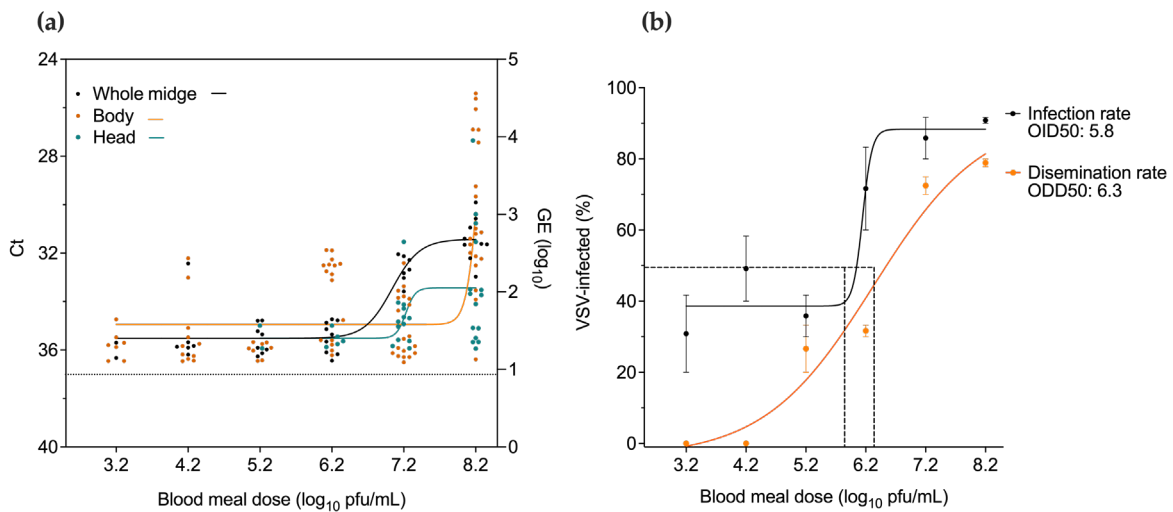 (a)
24
28
32
36
40
Ct
Whole midge
Body
Head
5
4
3
2
1
0
GE (log10)
3.2 4.2 5.2 6.2 7.2 8.2
Blood meal dose (log10 pfu/mL)
(b)
100
80
60
40
20
0
VSV-infected (%)
3.2 4.2 5.2 6.2 7.2 8.2
Blood meal dose (log10 pfu/mL)
Infection rate
OID50: 5.8
Disemination rate
ODD50: 6.3